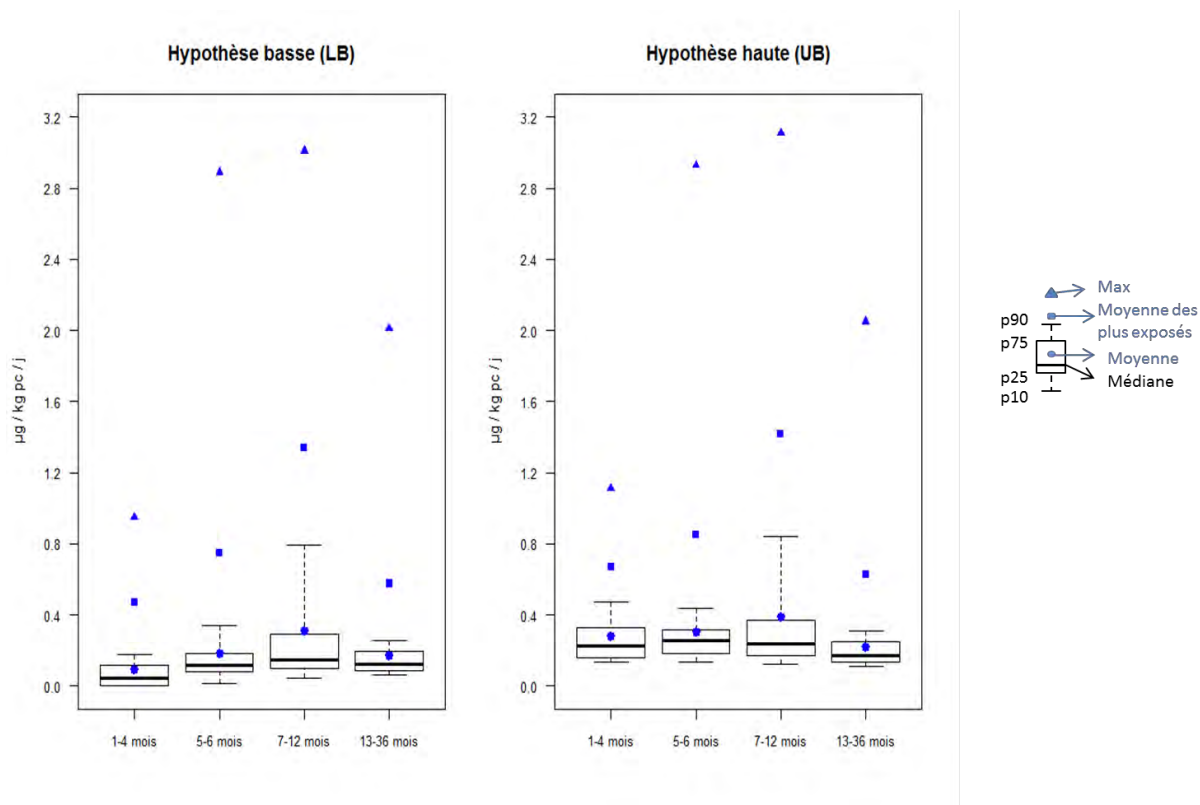 Hypothèse basse (LB)
Hypothèse haute (UB)
µg / kg pc / j
3.2
2.8
2.4
2.0
1.6
1.2
0.8
0.4
0.0
1-4 mois
5-6 mois
7-12 mois
13-36 mois
µg / kg pc / j
3.2
2.8
2.4
2.0
1.6
1.2
0.8
0.4
0.0
1-4 mois
5-6 mois
7-12 mois
13-36 mois
Max
p90
Moyenne des
plus exposés
p75
Moyenne
p25
Médiane
p10